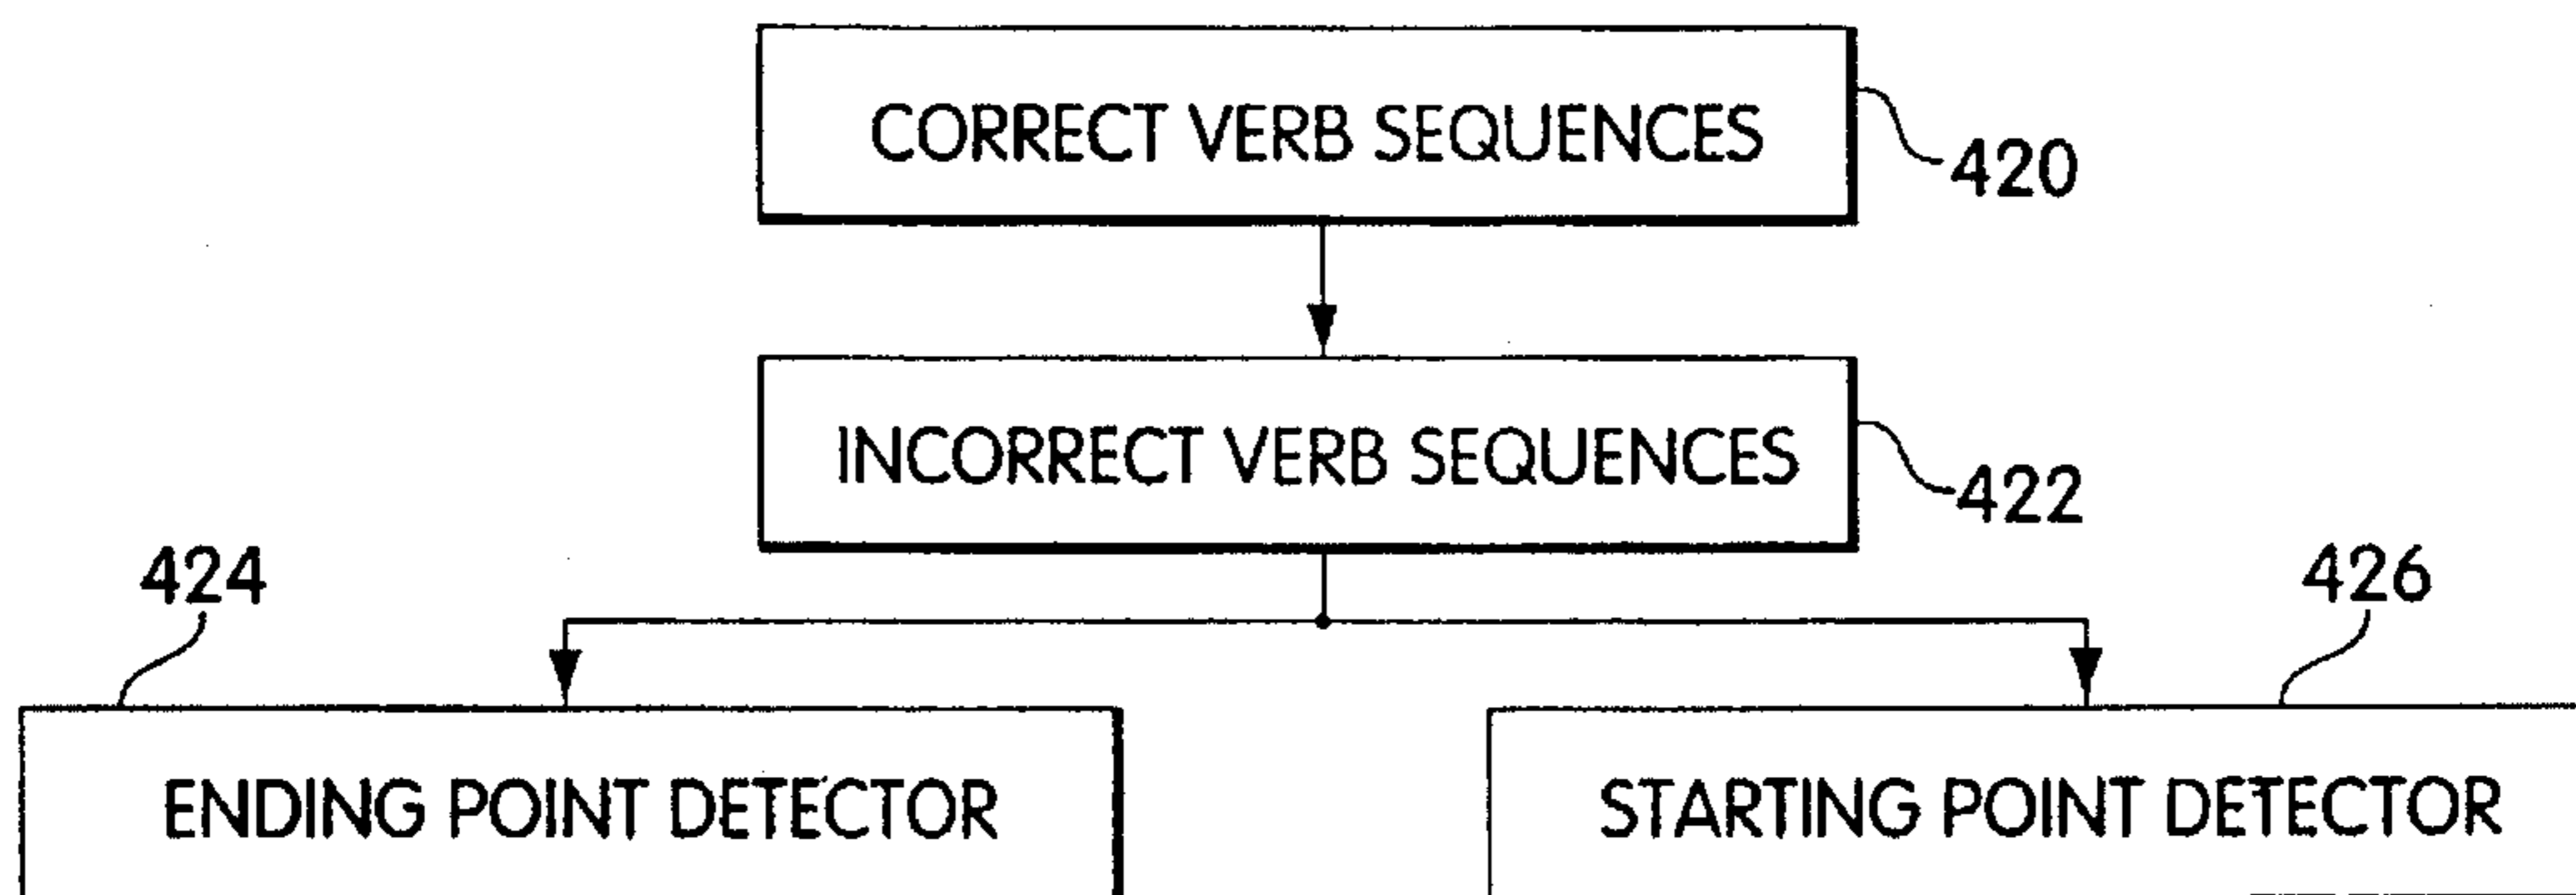 CORRECT VERB SEQUENCES
420
INCORRECT VERB SEQUENCES
422
424
426
ENDING POINT DETECTOR
STARTING POINT DETECTOR